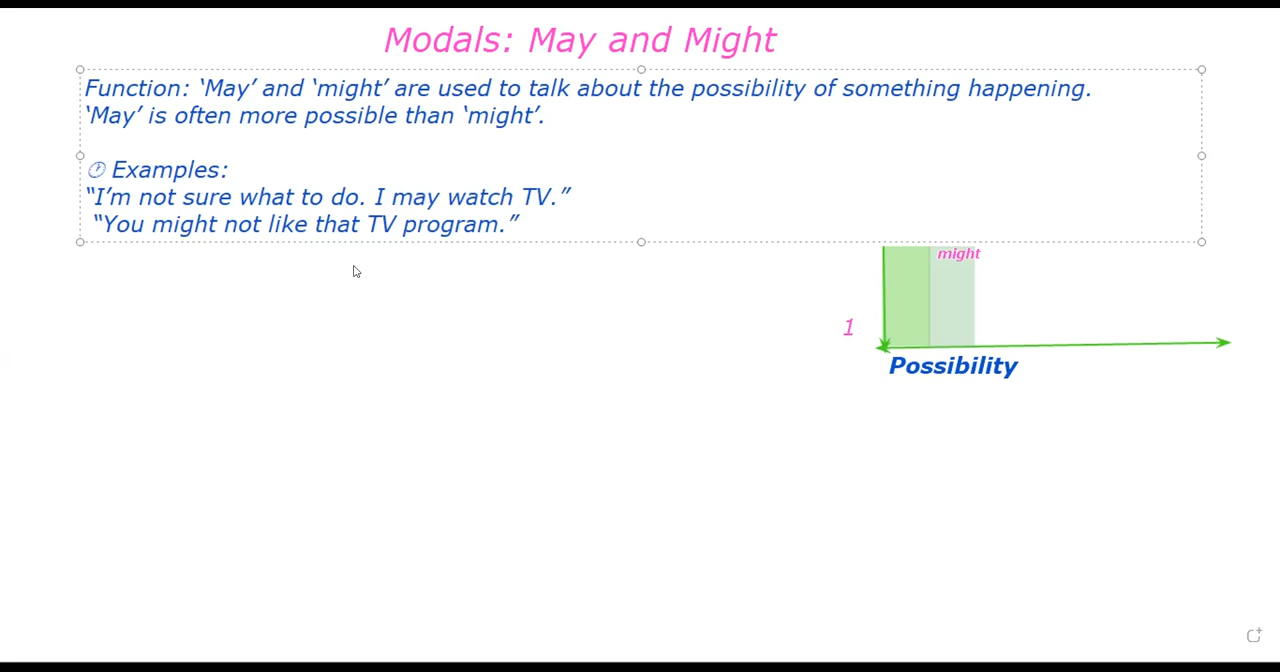 Modals: May and Might
Function: ‘May’ and ‘might’ are used to talk about the possibility of something happening.
‘May’ is often more possible than ‘might’.
Examples:
“I’m not sure what to do. I may watch TV.”
“You might not like that TV program.”
might
1
Possibility